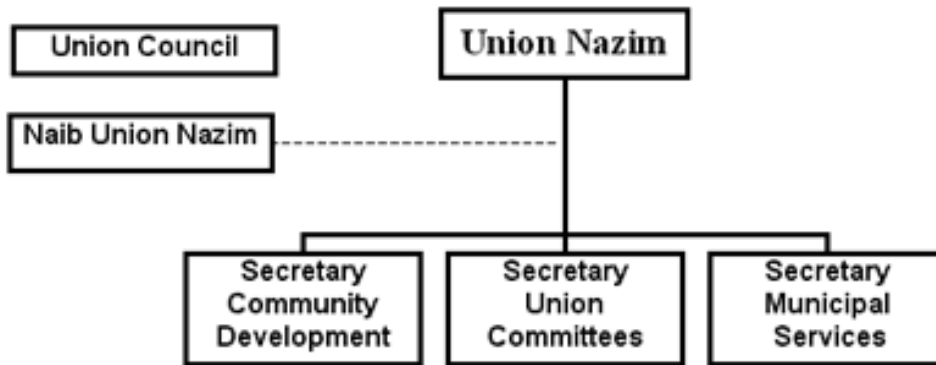 Union Council
Union Nazim
Naib Union Nazim
Secretary
Community
Development
Secretary
Union
Committees
Secretary
Municipal
Services